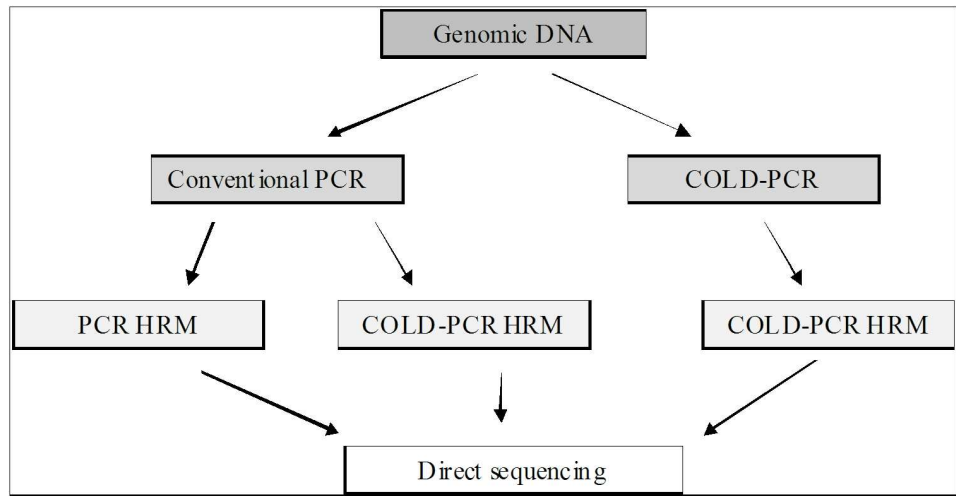 Genomic DNA
Conventional PCR
COLD-PCR
PCR HRM
COLD-PCR HRM
COLD-PCR HRM
Direct sequencing